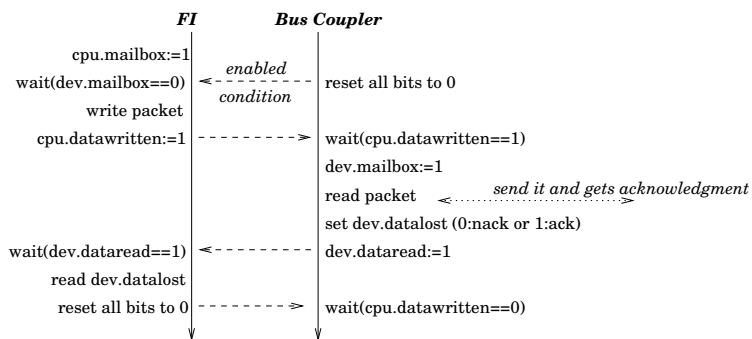 FI Bus Coupler
cpu.mailbox:=1
wait(dev.mailbox==0) enabled condition reset all bits to 0
write packet
cpu.datawritten:=1 wait(cpu.datawritten==1)
dev.mailbox:=1
read packet send it and gets acknowledgment
set dev.datalost (0:nack or 1:ack)
wait(dev.dataread==1) dev.dataread:=1
read dev.datalost
reset all bits to 0 wait(cpu.datawritten==0)